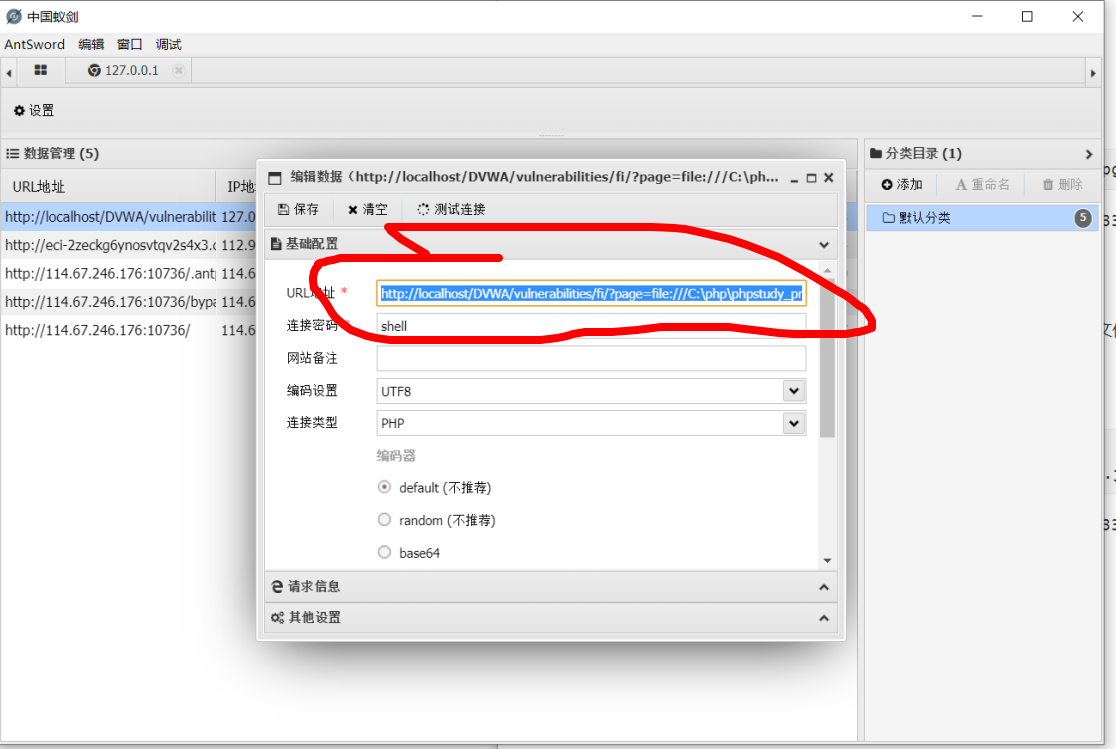 中国蚁剑
AntSword 编辑 窗口 调试
127.0.0.1
设置
数据管理 (5)
URL地址 IP地
http://localhost/DVWA/vulnerabilit 127.0
http://eci-2zeckg6ynosvtqv2s4x3.c 112.9
http://114.67.246.176:10736/.ant 114.6
http://114.67.246.176:10736/bypa 114.6
http://114.67.246.176:10736/ 114.6
编辑数据（http://localhost/DVWA/vulnerabilities/fi/?page=file:///C:\ph...
保存 清空 测试连接
基础配置
URL地址 *
http://localhost/DVWA/vulnerabilities/fi/?page=file:///C:\php\phpstudy_pr
连接密码 shell
网站备注
编码设置 UTF8
连接类型 PHP
编码器
default (不推荐)
random (不推荐)
base64
请求信息
其他设置
分类目录 (1)
添加 重命名 删除
默认分类 5